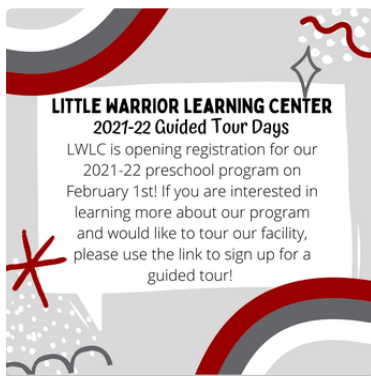 LITTLE WARRIOR LEARNING CENTER
2021-22 Guided Tour Days
LWLC is opening registration for our
2021-22 preschool program on
February 1st! If you are interested in
learning more about our program
and would like to tour our facility,
please use the link to sign up for a
guided tour!